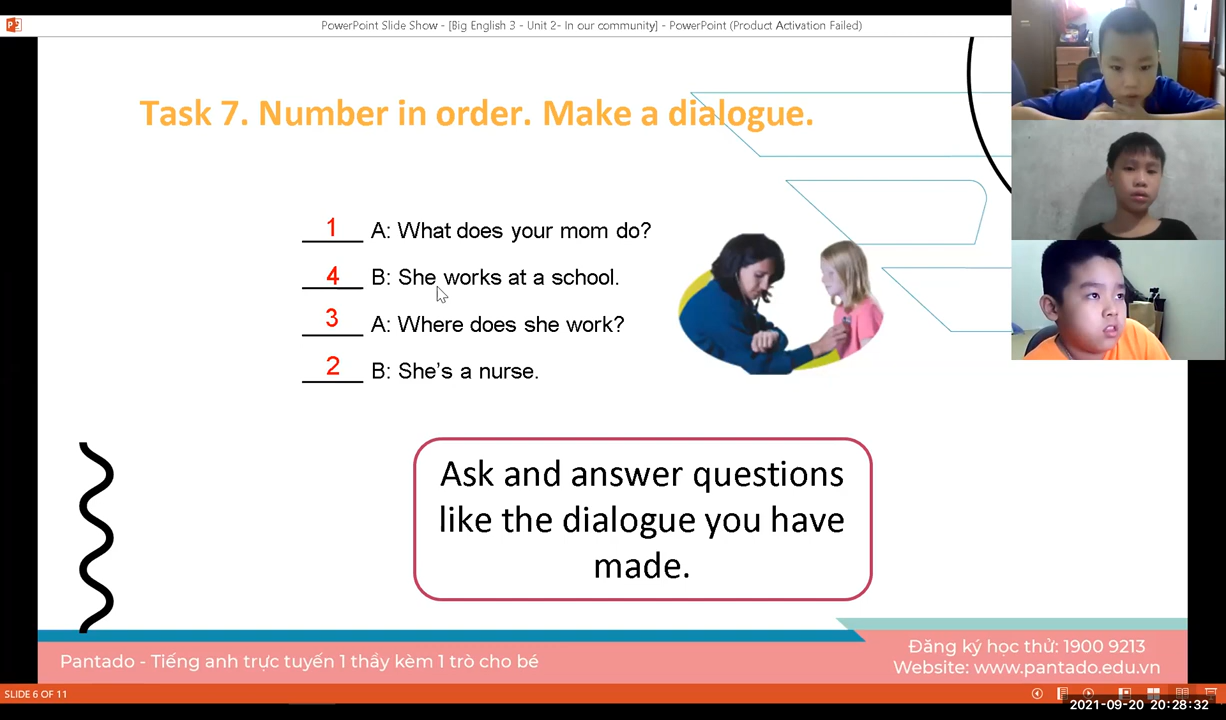 PowerPoint Slide Show - [Big English 3 - Unit 2- In our community] - PowerPoint (Product Activation Failed)
Task 7. Number in order. Make a dialogue.
1 A: What does your mom do?
4 B: She works at a school.
3 A: Where does she work?
2 B: She's a nurse.
Ask and answer questions
like the dialogue you have
made.
Pantado - Tiếng anh trực tuyến 1 thầy kèm 1 trò cho bé
Đăng ký học thử: 1900 9213
Website: www.pantado.edu.vn
SLIDE 6 OF 11
2021-09-20 20:28:32